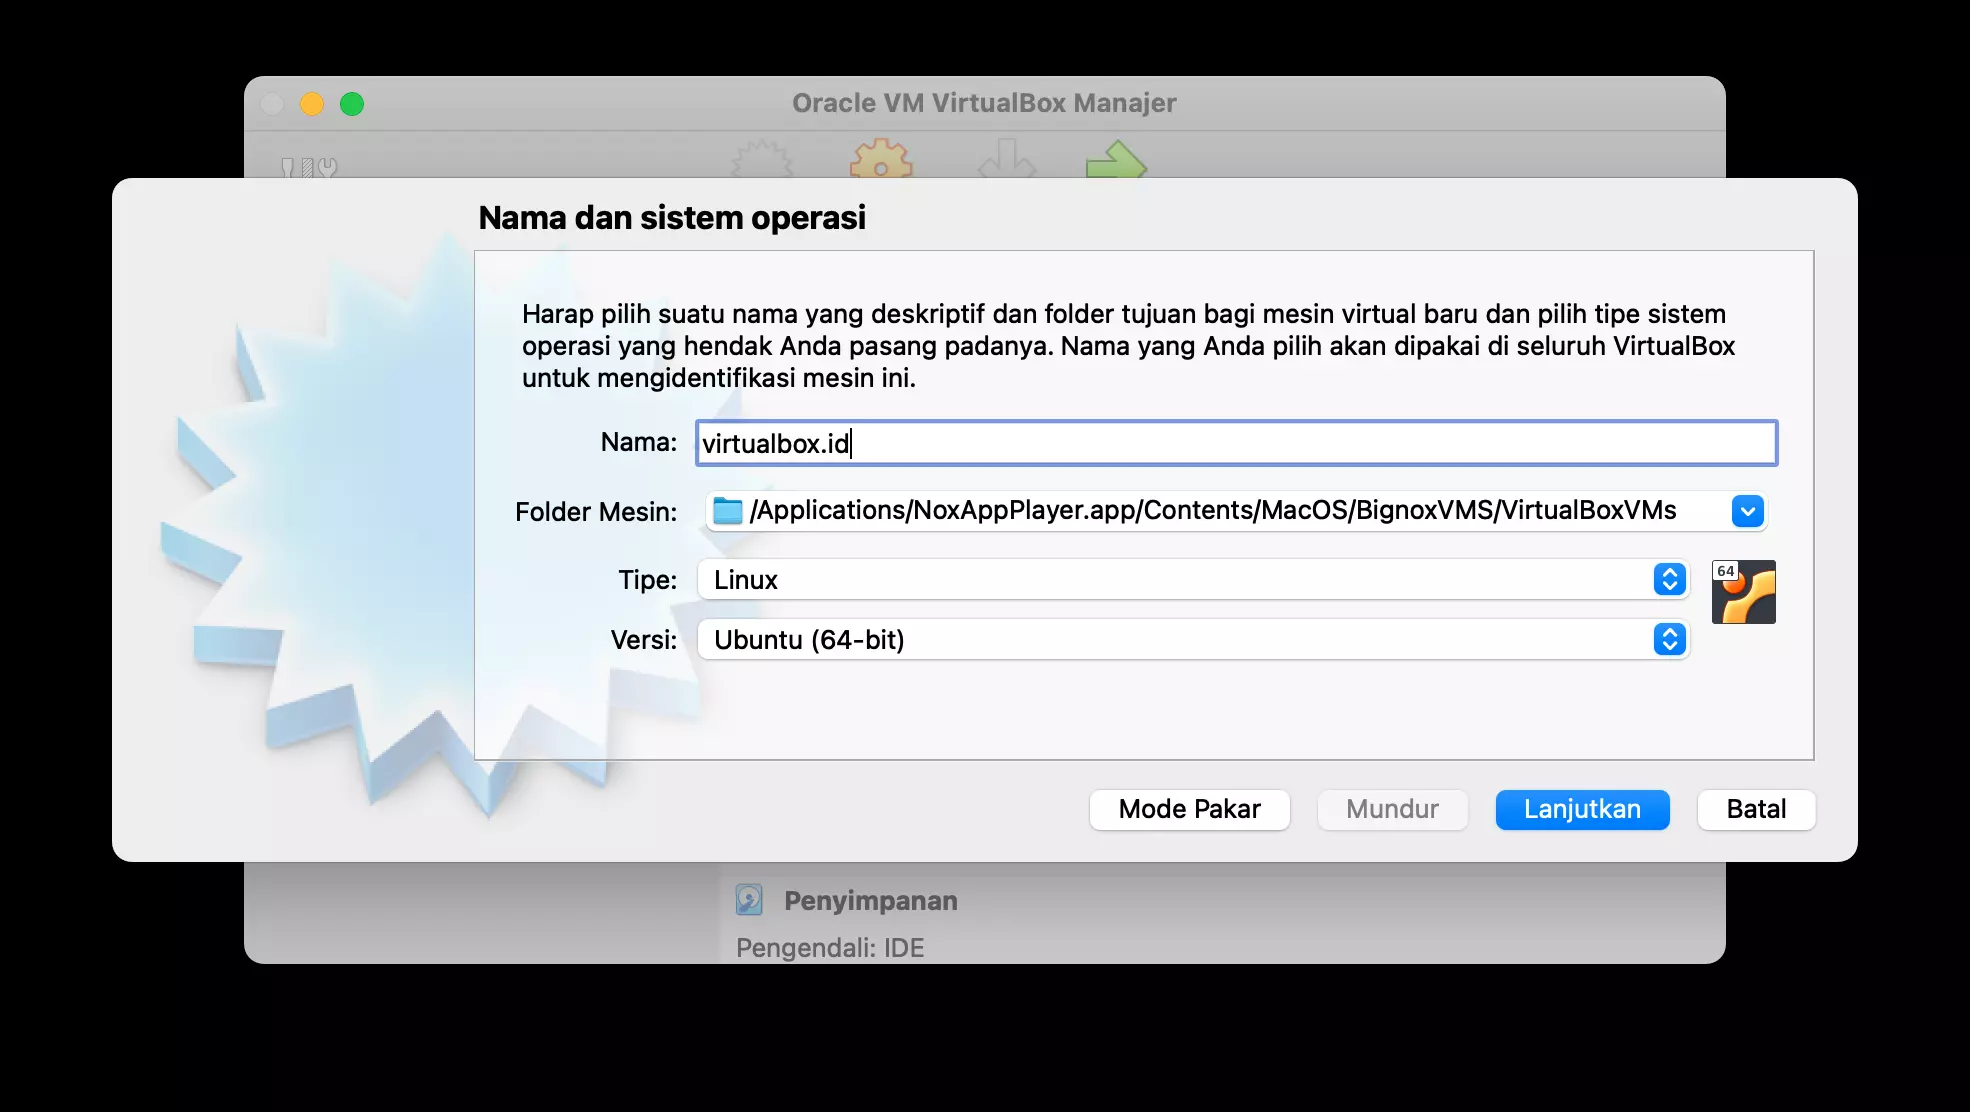 Oracle VM VirtualBox Manajer
Nama dan sistem operasi
Harap pilih suatu nama yang deskriptif dan folder tujuan bagi mesin virtual baru dan pilih tipe sistem
operasi yang hendak Anda pasang padanya. Nama yang Anda pilih akan dipakai di seluruh VirtualBox
untuk mengidentifikasi mesin ini.
Nama: virtualbox.id
Folder Mesin: /Applications/NoxAppPlayer.app/Contents/MacOS/BignoxVMS/VirtualBoxVMs
Tipe: Linux
64
Versi: Ubuntu (64-bit)
Mode Pakar Mundur Lanjutkan Batal
Penyimpanan
Pengendali: IDE